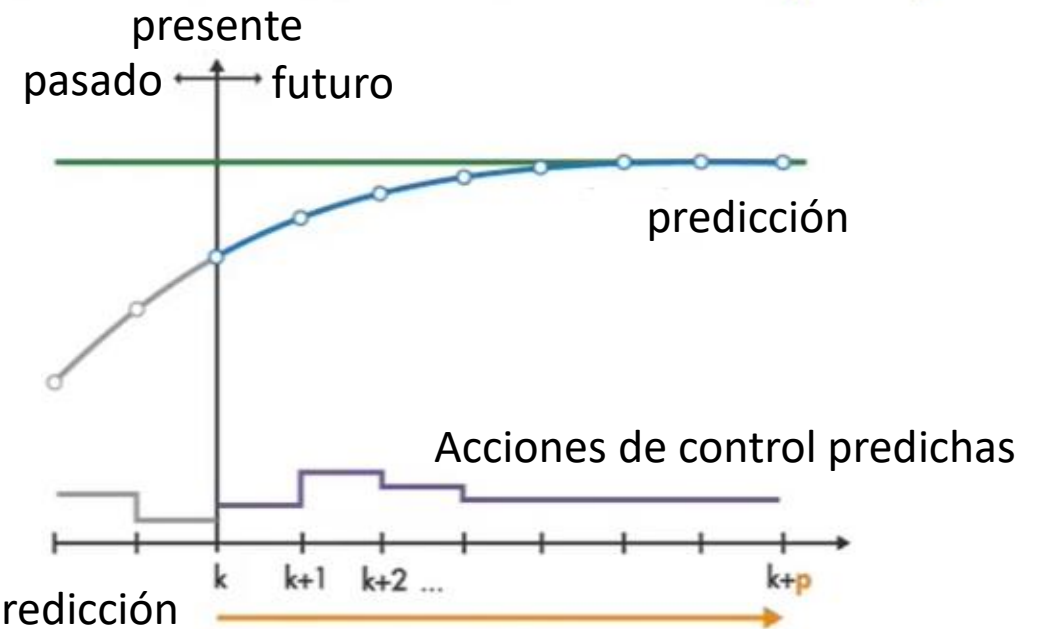 presente
pasado futuro
predicción
Acciones de control predichas
k k+1 k+2 ... k+p
redicción